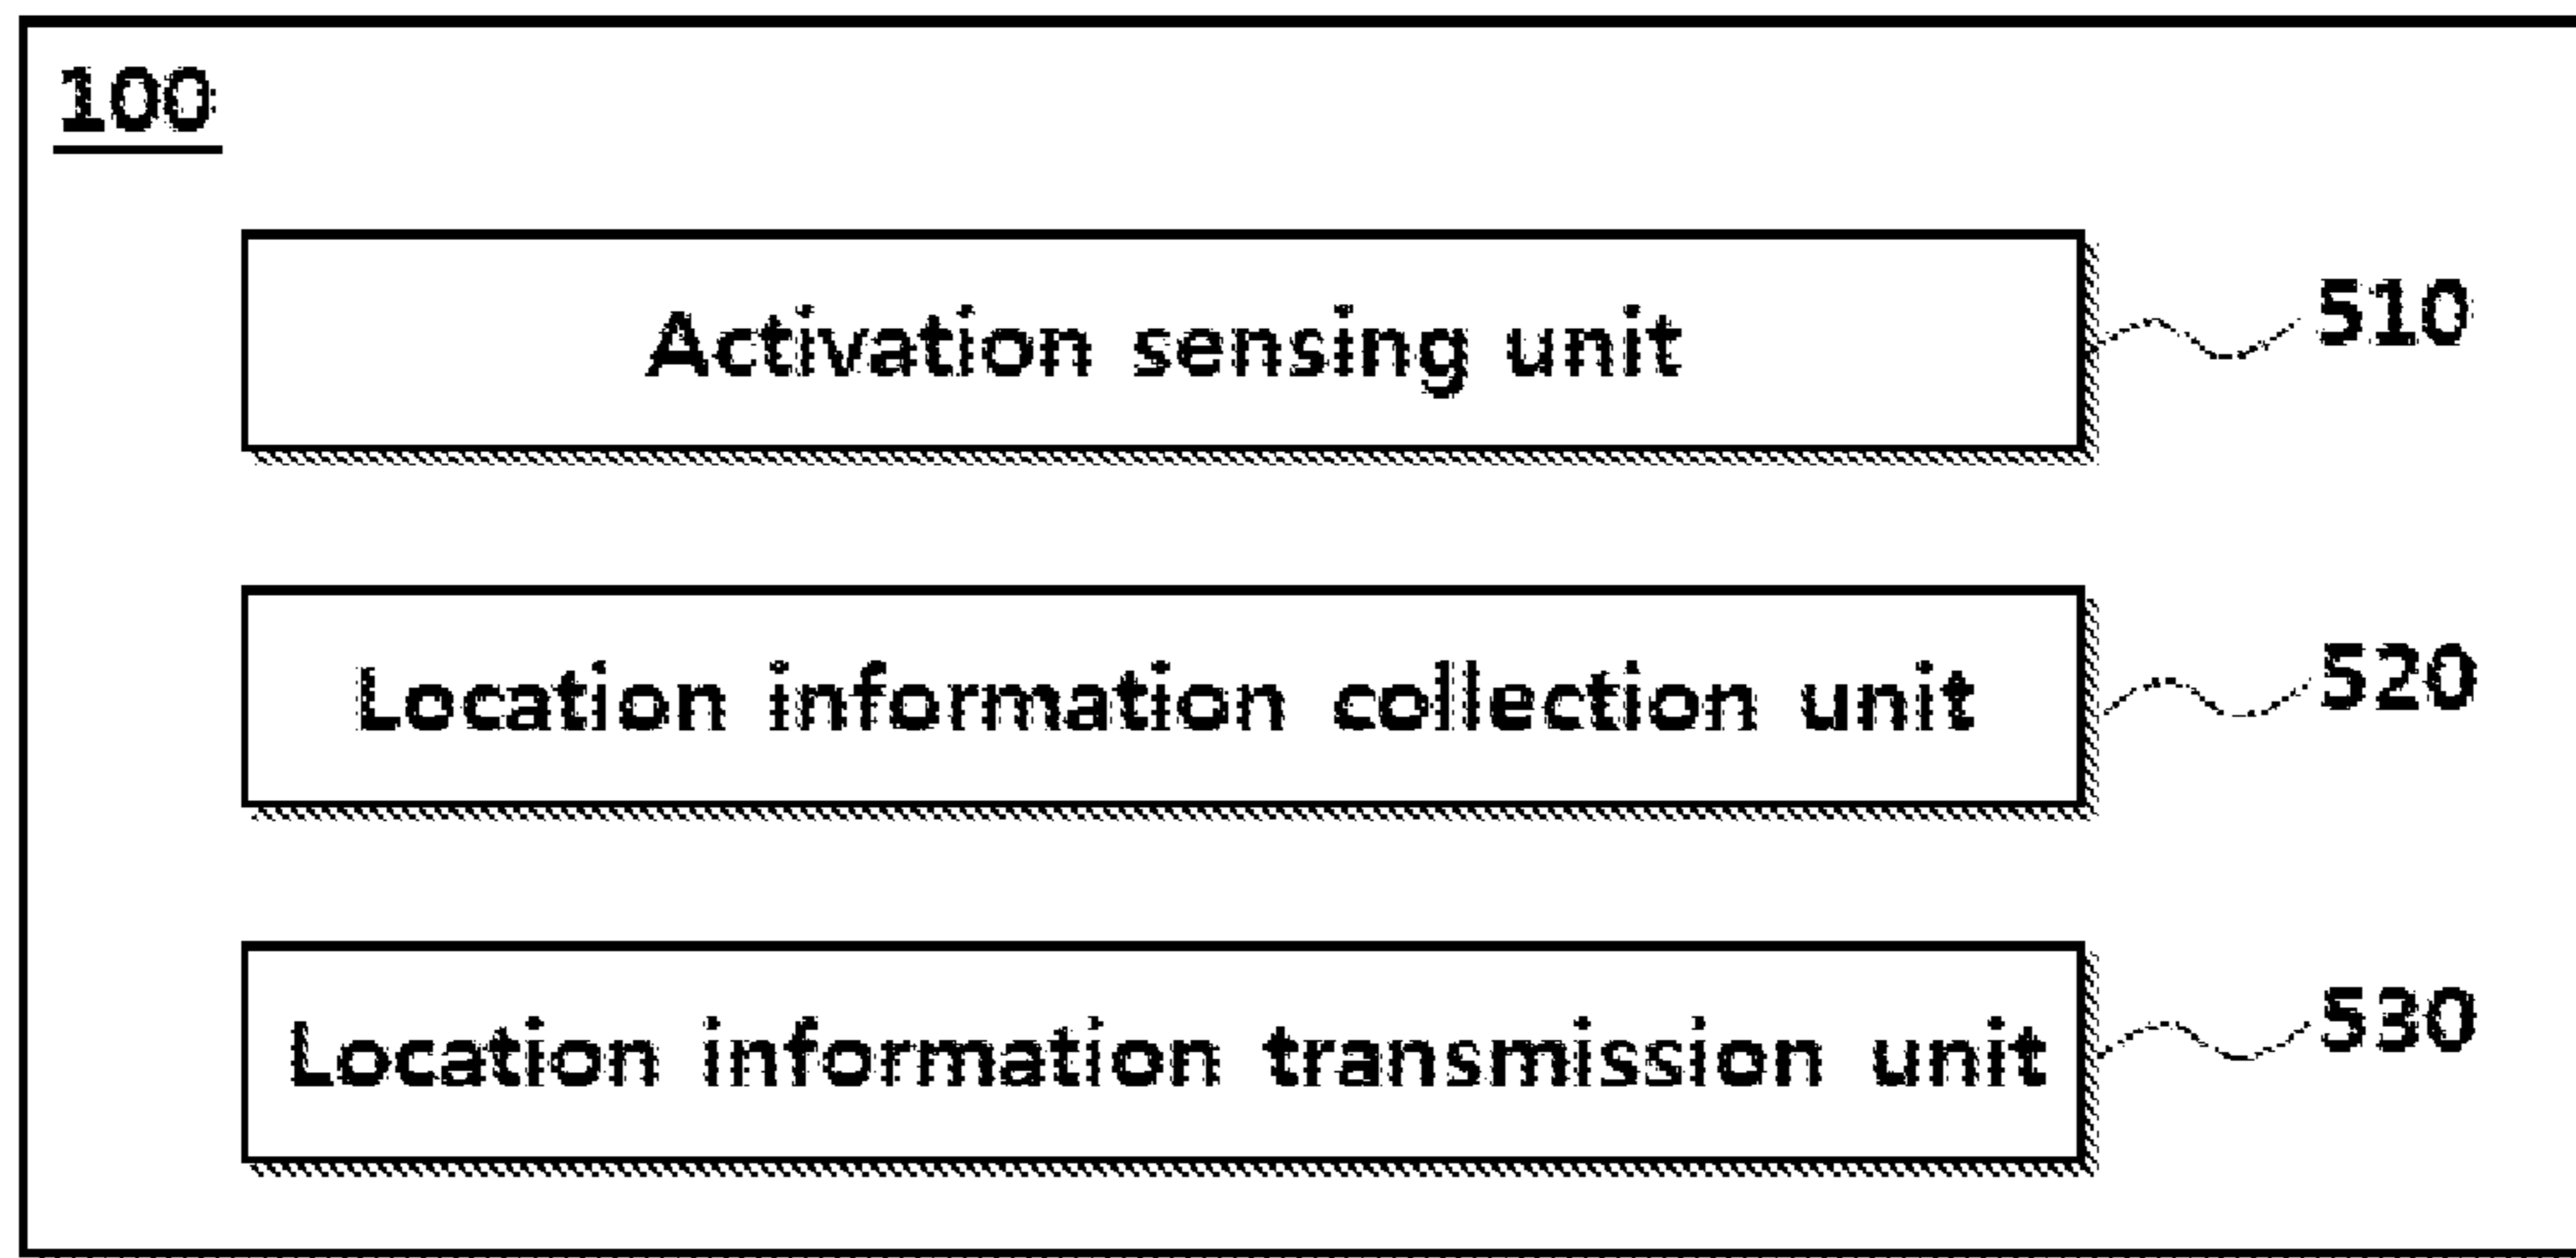 100
Activation sensing unit
510
Location information collection unit
520
Location information transmission unit
530